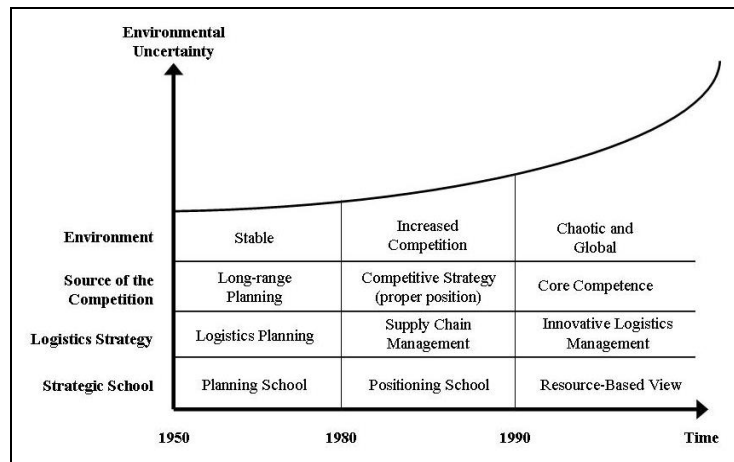 Environmental
Uncertainty
Environment
Stable
Increased
Competition
Chaotic and
Global
Source of the
Competition
Long-range
Planning
Competitive Strategy
(proper position)
Core Competence
Logistics Strategy
Logistics Planning
Supply Chain
Management
Innovative Logistics
Management
Strategic School
Planning School
Positioning School
Resource-Based View
1950
1980
1990
Time